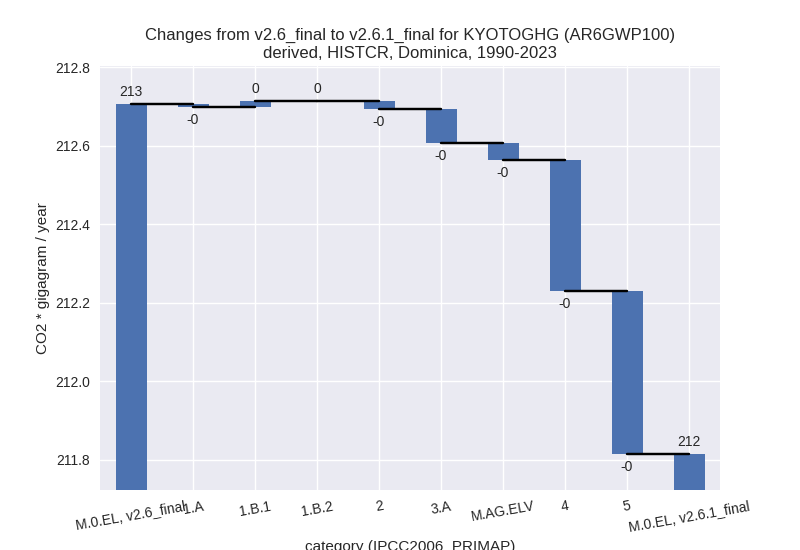 Changes from v2.6_final to v2.6.1_final for KYOTOGHG (AR6GWP100)
derived, HISTCR, Dominica, 1990-2023
212.8
212.6
212.4
212.2
212.0
211.8
CO2 * gigagram / year
213
-0
0
0
-0
-0
-0
-0
-0
212
M.0.EL, v2.6_final
1.A
1.B.1
1.B.2
2
3.A
M.AG.ELV
4
5
M.0.EL, v2.6.1_final
category (IPCC2006_PRIMAP)